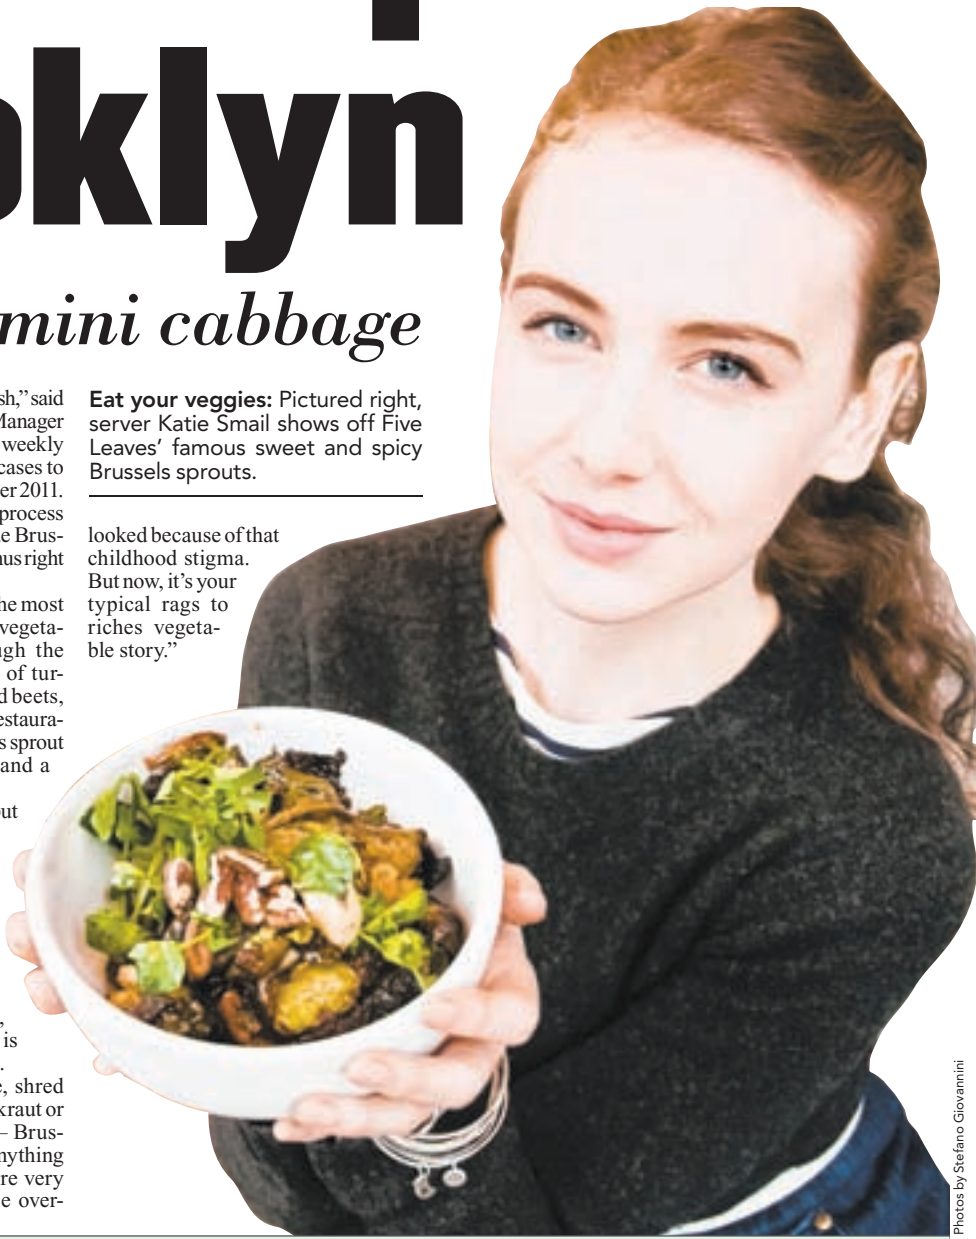 oklyn
mini cabbage
sh,” said
Manager
weekly
cases to
er 2011.
process
e Brus-
nus right
he most
vegeta-
ugh the
of tur-
d beets,
estaura-
s sprout
and a
out
,
is
.
e, shred
kraut or
– Brus-
nything
re very
e over-
Eat your veggies: Pictured right,
server Katie Smail shows off Five
Leaves’ famous sweet and spicy
Brussels sprouts.
looked because of that
childhood stigma.
But now, it’s your
typical rags to
riches vegeta-
ble story.”
Photos by Stefano Giovannini